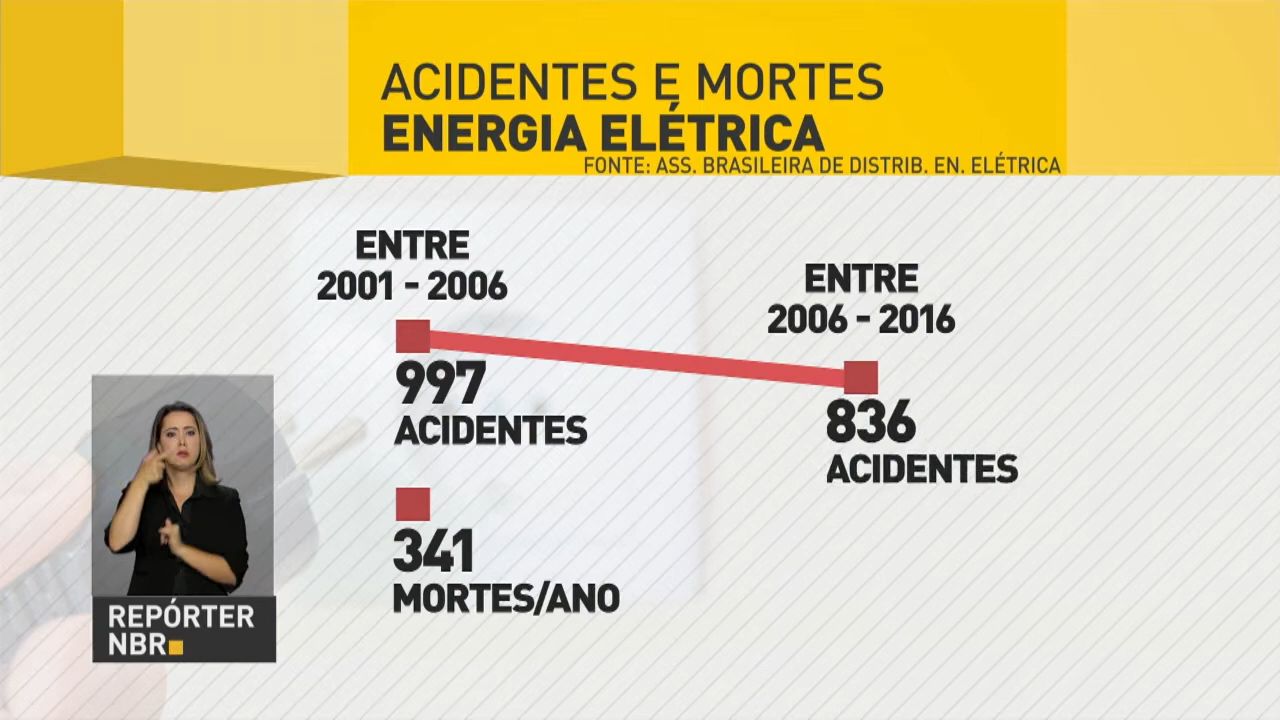 ACIDENTES E MORTES
ENERGIA ELÉTRICA
FONTE: ASS. BRASILEIRA DE DISTRIB. EN. ELÉTRICA
ENTRE
2001 - 2006
997
ACIDENTES
341
MORTES/ANO
ENTRE
2006 - 2016
836
ACIDENTES
REPÓRTER
NBR